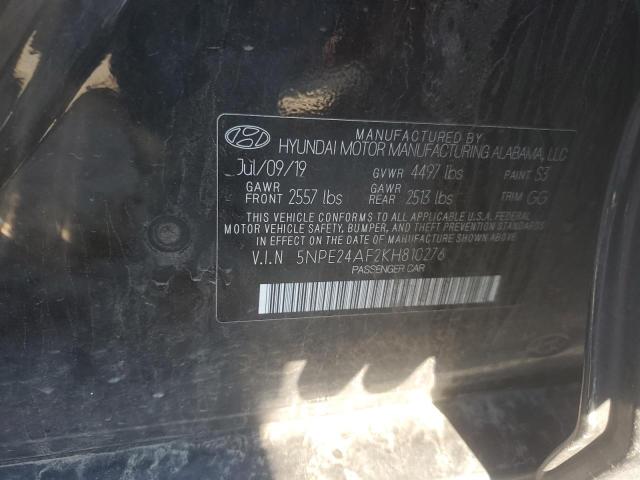 MANUFACTURED BY
HYUNDAI MOTOR MANUFACTURING ALABAMA, LLC
Jul/09/19 GVWR 4497 lbs PAINT S3
GAWR FRONT 2557 lbs GAWR REAR 2513 lbs TRIM GG
THIS VEHICLE CONFORMS TO ALL APPLICABLE U.S.A. FEDERAL
MOTOR VEHICLE SAFETY, BUMPER, AND THEFT PREVENTION STANDARDS
IN EFFECT ON THE DATE OF MANUFACTURE SHOWN ABOVE.
V.I.N 5NPE24AF2KH810276
PASSENGER CAR